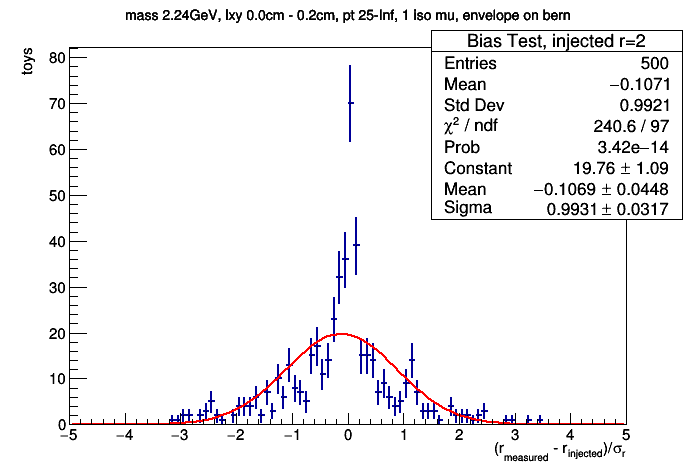 mass 2.24GeV, lxy 0.0cm - 0.2cm, pt 25-Inf, 1 Iso mu, envelope on bern
Bias Test, injected r=2
Entries 500
Mean −0.1071
Std Dev 0.9921
χ² / ndf 240.6 / 97
Prob 3.42e−14
Constant 19.76 ± 1.09
Mean −0.1069 ± 0.0448
Sigma 0.9931 ± 0.0317
toys
80
70
60
50
40
30
20
10
0
−5 −4 −3 −2 −1 0 1 2 3 4 5
(r_measured - r_injected)/σ_r